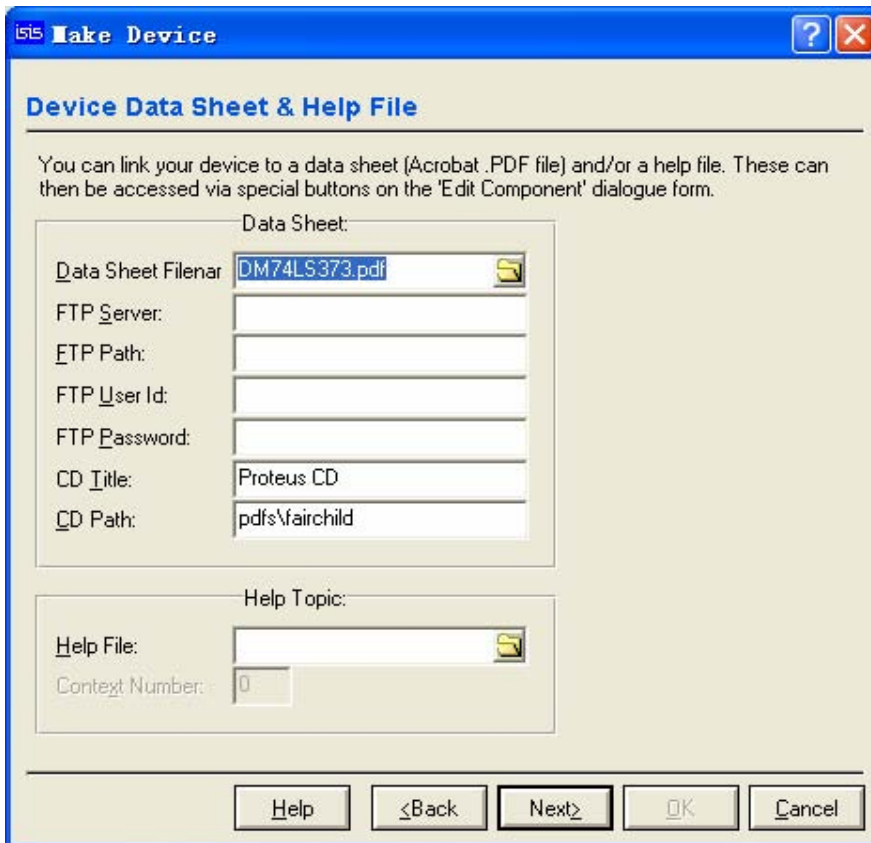 isis Make Device
Device Data Sheet & Help File
You can link your device to a data sheet (Acrobat .PDF file) and/or a help file. These can
then be accessed via special buttons on the 'Edit Component' dialogue form.
Data Sheet:
Data Sheet Filenar DM74LS373.pdf
FTP Server:
FTP Path:
FTP User Id:
FTP Password:
CD Title: Proteus CD
CD Path: pdfs\fairchild
Help Topic:
Help File:
Context Number: 0
Help <Back Next> OK Cancel